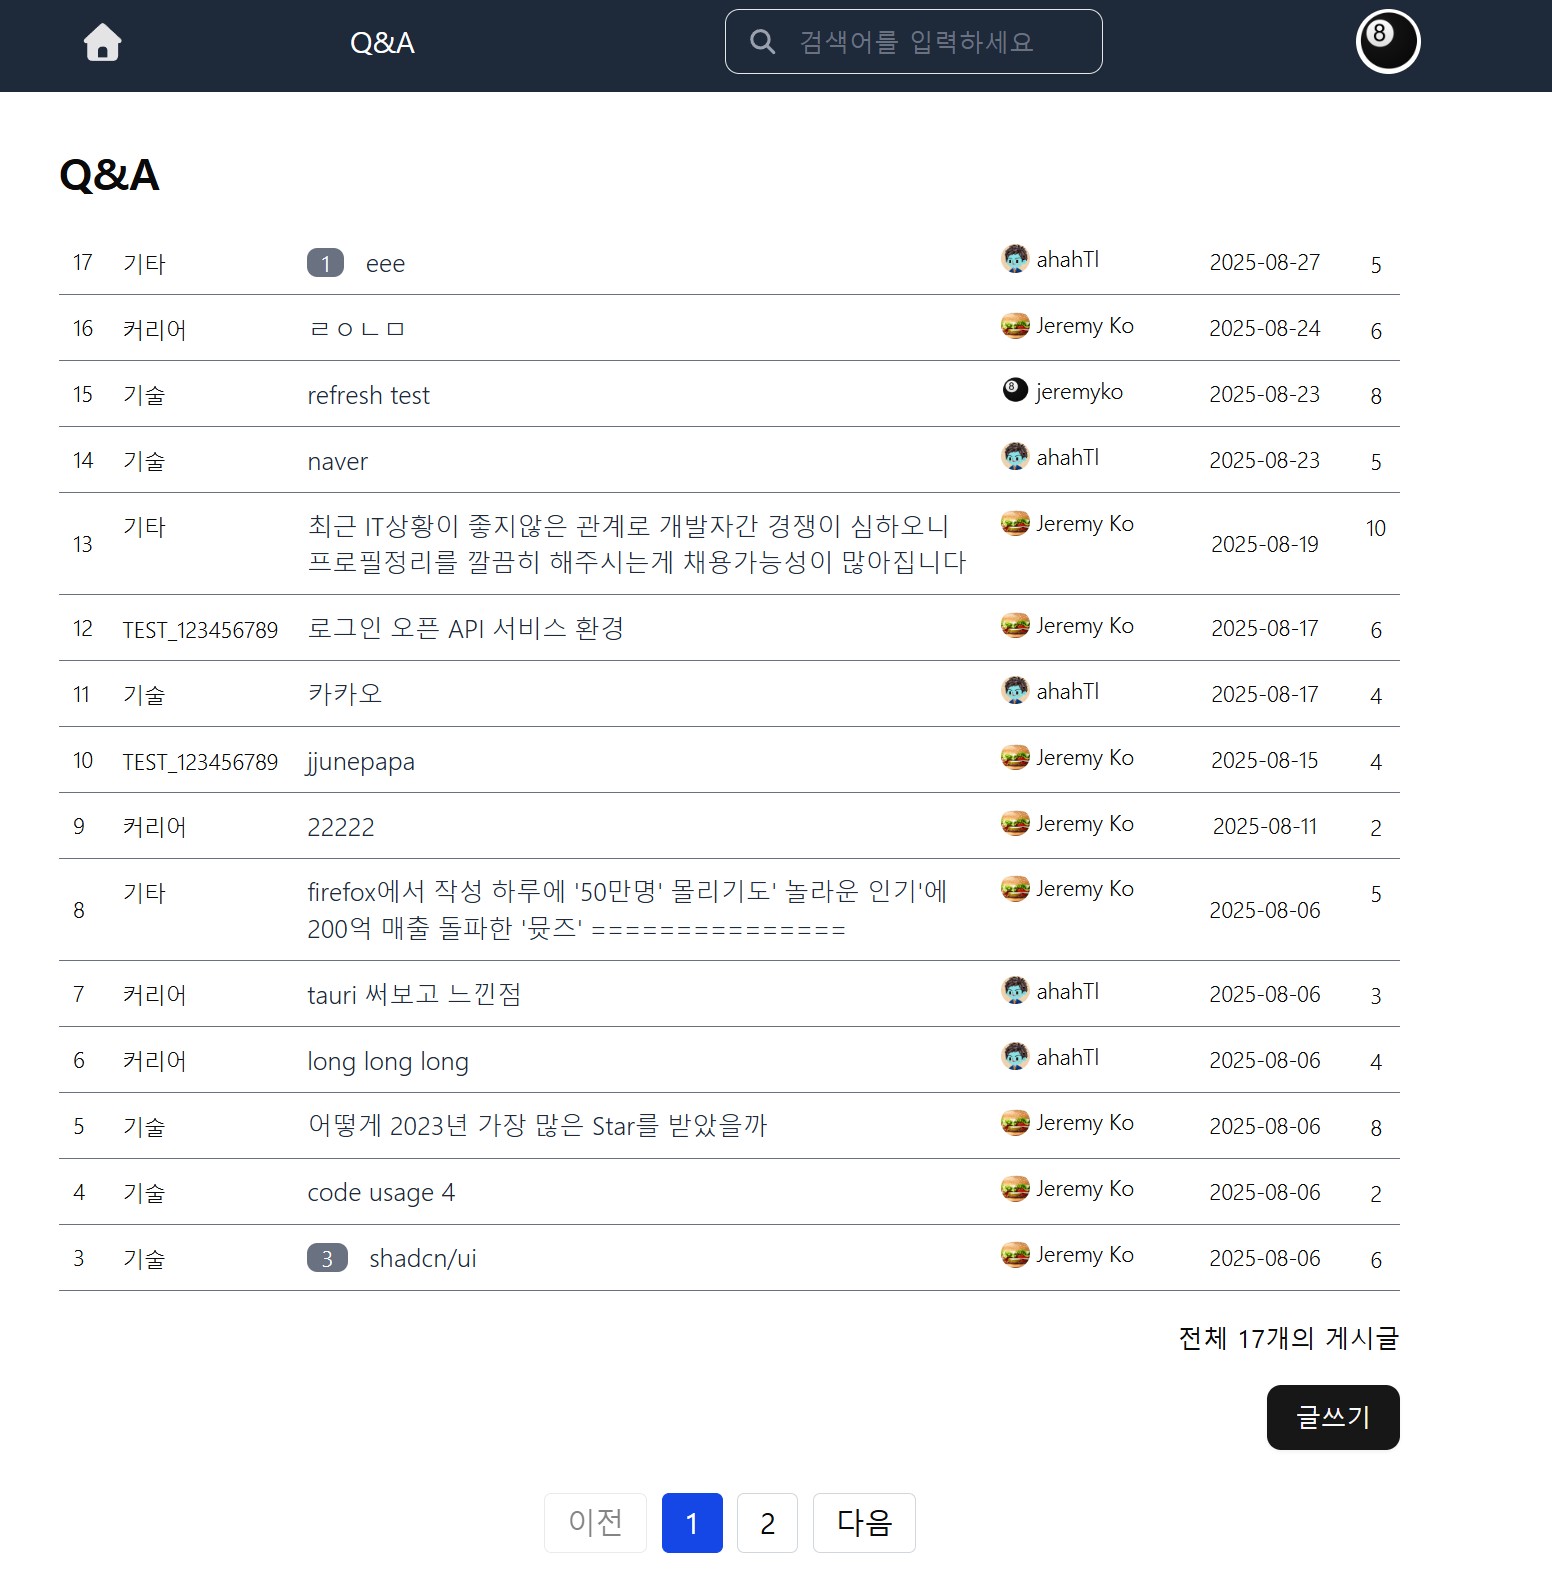 Q&A 검색어를 입력하세요 8
Q&A
17 기타 1 eee ahahTl 2025-08-27 5
16 커리어 ㄹㅇㄴㅁ Jeremy Ko 2025-08-24 6
15 기술 refresh test 8 jeremyko 2025-08-23 8
14 기술 naver ahahTl 2025-08-23 5
13 기타 최근 IT상황이 좋지않은 관계로 개발자간 경쟁이 심하오니 Jeremy Ko 2025-08-19 10
프로필정리를 깔끔히 해주시는게 채용가능성이 많아집니다
12 TEST_123456789 로그인 오픈 API 서비스 환경 Jeremy Ko 2025-08-17 6
11 기술 카카오 ahahTl 2025-08-17 4
10 TEST_123456789 jjunepapa Jeremy Ko 2025-08-15 4
9 커리어 22222 Jeremy Ko 2025-08-11 2
8 기타 firefox에서 작성 하루에 '50만명' 몰리기도' 놀라운 인기'에 Jeremy Ko 2025-08-06 5
200억 매출 돌파한 '뮷즈' ===============
7 커리어 tauri 써보고 느낀점 ahahTl 2025-08-06 3
6 커리어 long long long ahahTl 2025-08-06 4
5 기술 어떻게 2023년 가장 많은 Star를 받았을까 Jeremy Ko 2025-08-06 8
4 기술 code usage 4 Jeremy Ko 2025-08-06 2
3 기술 3 shadcn/ui Jeremy Ko 2025-08-06 6
전체 17개의 게시글
글쓰기
이전 1 2 다음